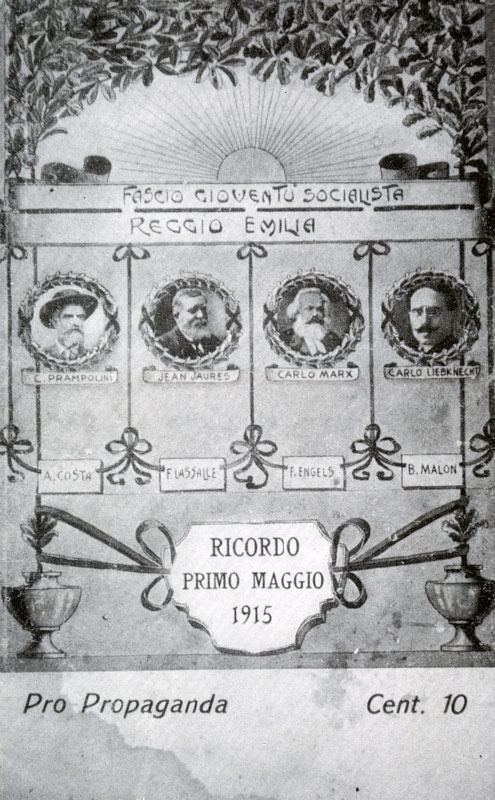 FASCIO GIOVENTÙ SOCIALISTA
REGGIO EMILIA
C. PRAMPOLINI
JEAN JAURES
CARLO MARX
CARLO LIEBKNECHT
A. COSTA
F. LASSALLE
F. ENGELS
B. MALON
RICORDO
PRIMO MAGGIO
1915
Pro Propaganda
Cent. 10